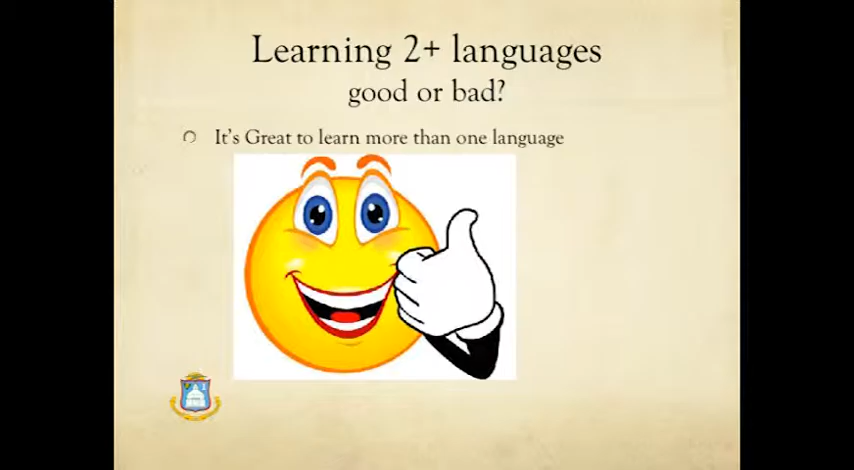 Learning 2+ languages
good or bad?
It's Great to learn more than one language